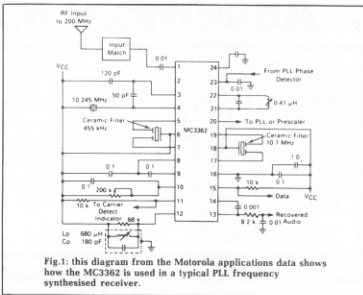 RF Input
to 200 MHz
Input
Match
VCC
0 01
120 pF
50 pF
10.245 MHz
Ceramic Filter
455 kHz
0 1
0 1
0 1
200 k
10 k
To Carrier
Detect
Indicator
68 k
Lp 680 µH
Cp 180 pF
1
2
3
4
5
6
7
8
9
10
11
12
MC3362
24
23
22
21
20
19
18
17
16
15
14
13
From PLL Phase
Detector
0 01
0 41 µH
To PLL or Prescaler
Ceramic Filter
10.7 MHz
1 0
0 1
10 k
VCC
Data
0 001
8 2 k
0 01
Recovered
Audio
Fig.1: this diagram from the Motorola applications data shows
how the MC3362 is used in a typical PLL frequency
synthesised receiver.